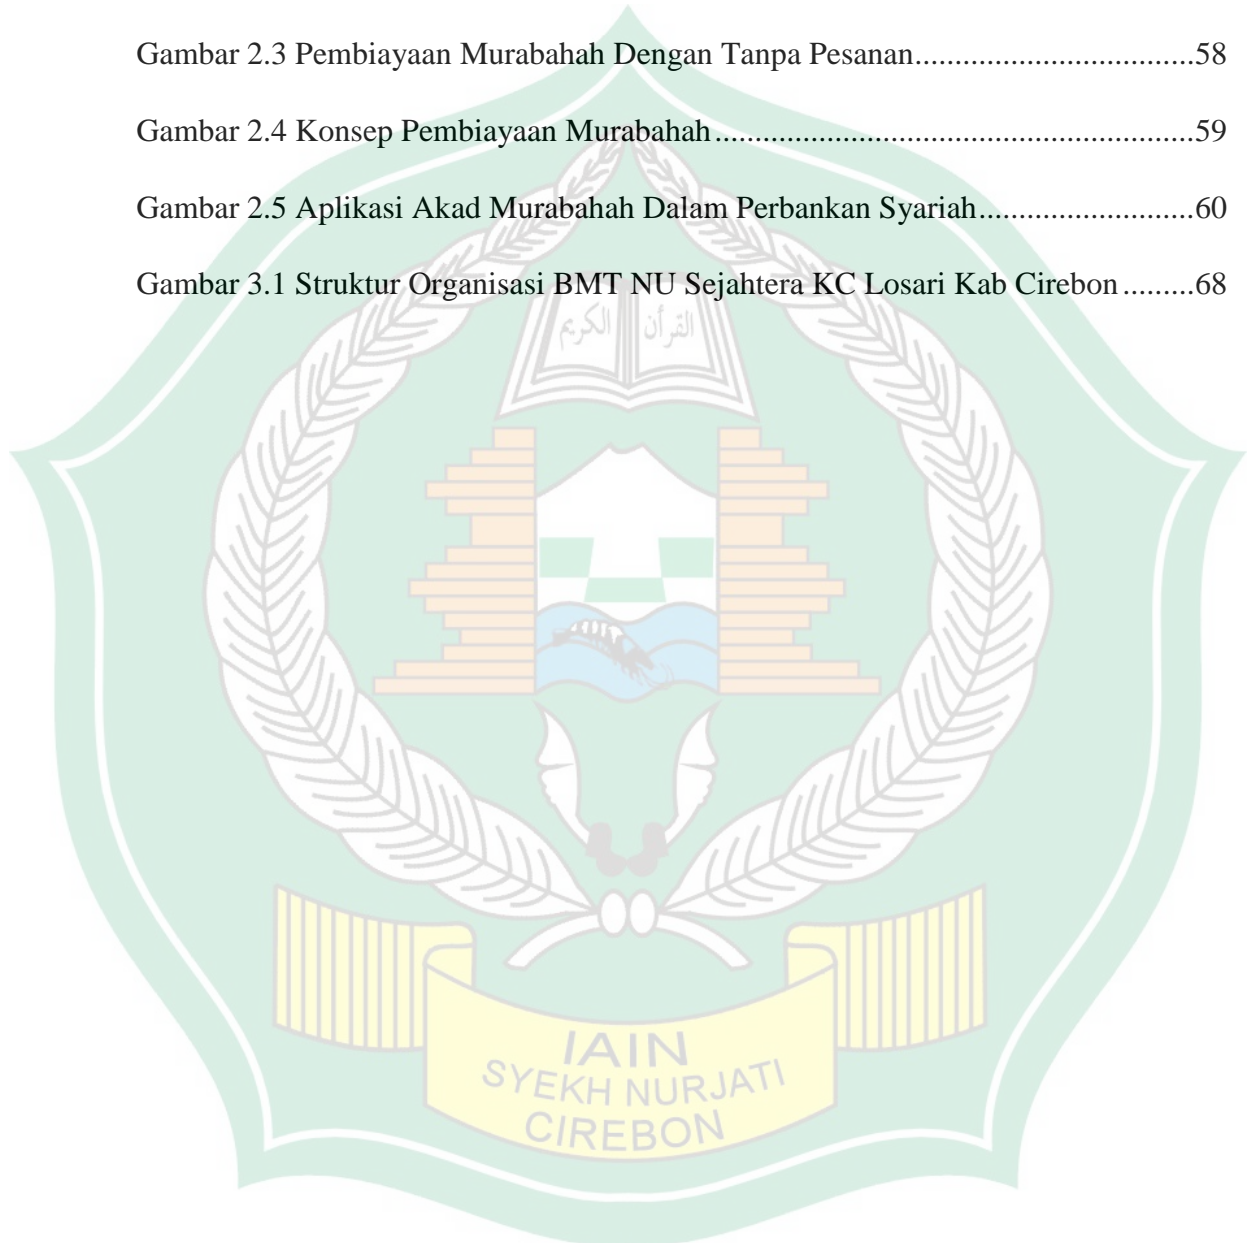 Gambar 2.3 Pembiayaan Murabahah Dengan Tanpa Pesanan...................................58
Gambar 2.4 Konsep Pembiayaan Murabahah............................................................59
Gambar 2.5 Aplikasi Akad Murabahah Dalam Perbankan Syariah...........................60
Gambar 3.1 Struktur Organisasi BMT NU Sejahtera KC Losari Kab Cirebon.........68
القرأن الكريم
IAIN
SYEKH NURJATI
CIREBON